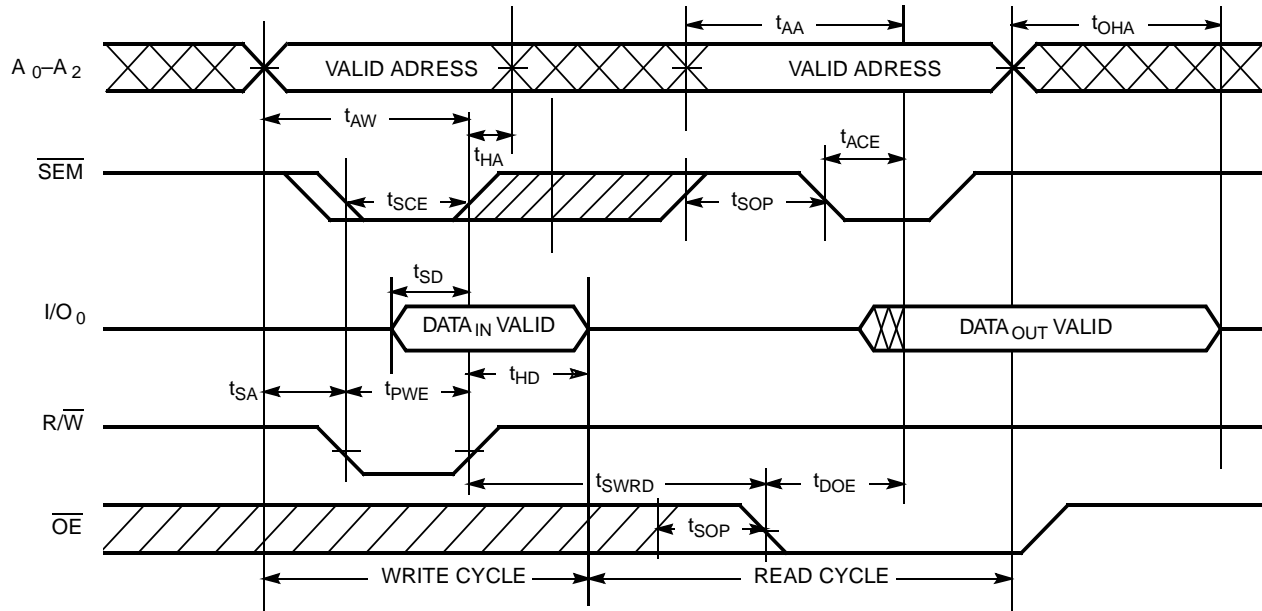 tAA
tOHA
A0–A2
VALID ADRESS
VALID ADRESS
tAW
tHA
tACE
SEM
tSCE
tSOP
tSD
I/O0
DATAIN VALID
DATAOUT VALID
tSA
tPWE
tHD
R/W
tSWRD
tDOE
OE
tSOP
WRITE CYCLE
READ CYCLE